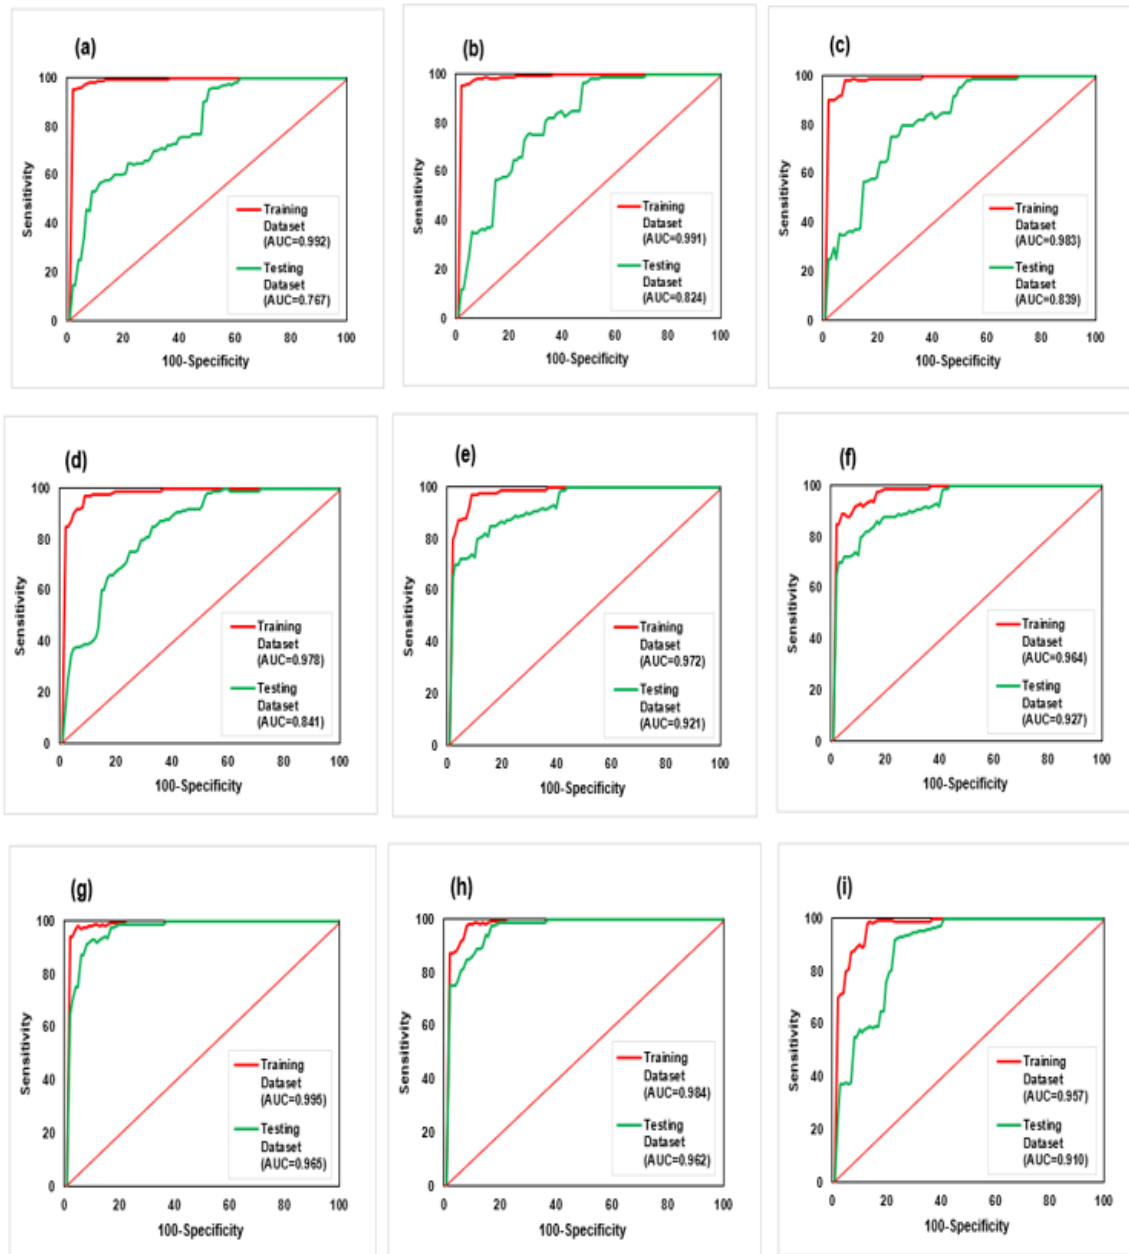 (a)
100
80
60
40
20
0
Sensitivity
Training
Dataset
(AUC=0.992)
Testing
Dataset
(AUC=0.767)
0 20 40 60 80 100
100-Specificity
(b)
100
80
60
40
20
0
Sensitivity
Training
Dataset
(AUC=0.991)
Testing
Dataset
(AUC=0.824)
0 20 40 60 80 100
100-Specificity
(c)
100
80
60
40
20
0
Sensitivity
Training
Dataset
(AUC=0.983)
Testing
Dataset
(AUC=0.839)
0 20 40 60 80 100
100-Specificity
(d)
100
80
60
40
20
0
Sensitivity
Training
Dataset
(AUC=0.978)
Testing
Dataset
(AUC=0.841)
0 20 40 60 80 100
100-Specificity
(e)
100
80
60
40
20
0
Sensitivity
Training
Dataset
(AUC=0.972)
Testing
Dataset
(AUC=0.921)
0 20 40 60 80 100
100-Specificity
(f)
100
80
60
40
20
0
Sensitivity
Training
Dataset
(AUC=0.964)
Testing
Dataset
(AUC=0.927)
0 20 40 60 80 100
100-Specificity
(g)
100
80
60
40
20
0
Sensitivity
Training
Dataset
(AUC=0.995)
Testing
Dataset
(AUC=0.965)
0 20 40 60 80 100
100-Specificity
(h)
100
80
60
40
20
0
Sensitivity
Training
Dataset
(AUC=0.984)
Testing
Dataset
(AUC=0.962)
0 20 40 60 80 100
100-Specificity
(i)
100
80
60
40
20
0
Sensitivity
Training
Dataset
(AUC=0.957)
Testing
Dataset
(AUC=0.910)
0 20 40 60 80 100
100-Specificity